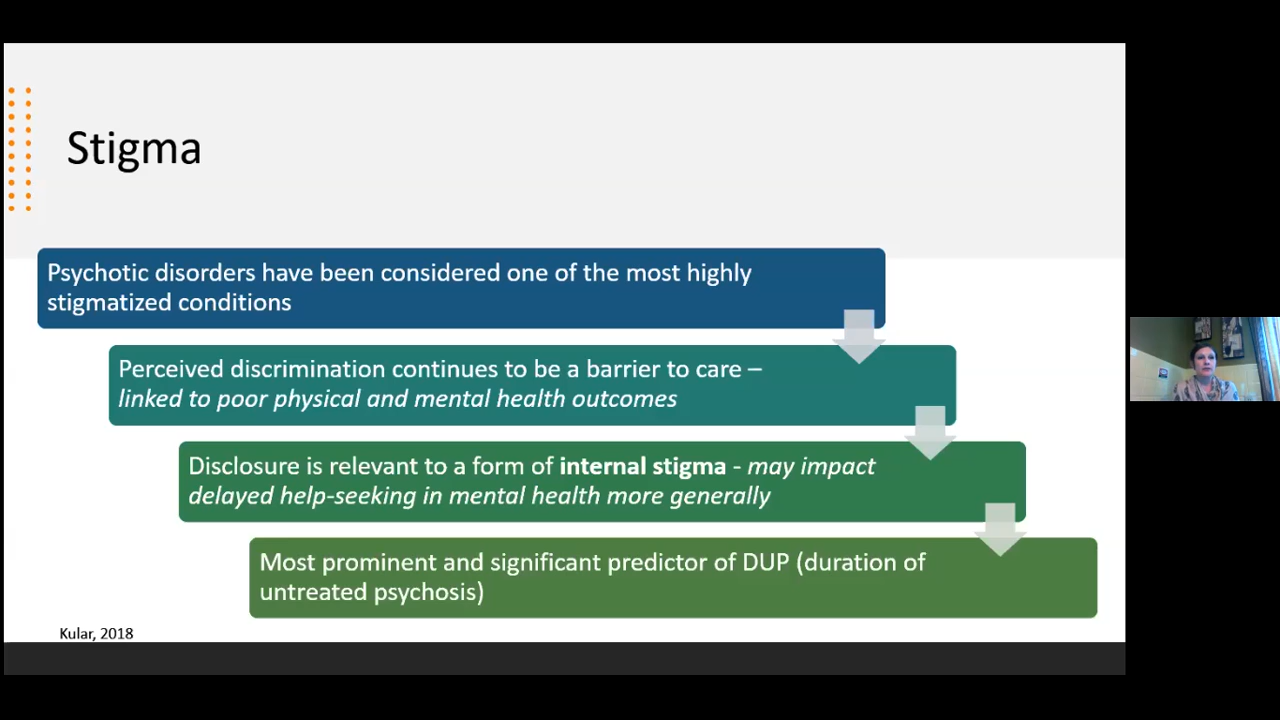 Stigma
Psychotic disorders have been considered one of the most highly
stigmatized conditions
Perceived discrimination continues to be a barrier to care –
linked to poor physical and mental health outcomes
Disclosure is relevant to a form of internal stigma - may impact
delayed help-seeking in mental health more generally
Most prominent and significant predictor of DUP (duration of
untreated psychosis)
Kular, 2018